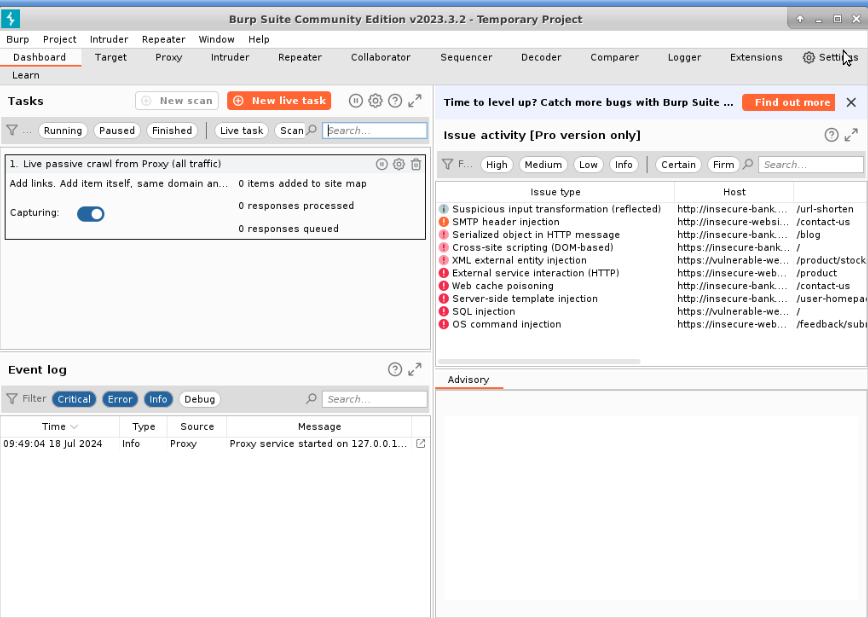 Burp Suite Community Edition v2023.3.2 - Temporary Project
Burp Project Intruder Repeater Window Help
Dashboard Target Proxy Intruder Repeater Collaborator Sequencer Decoder Comparer Logger Extensions Settings
Learn
Tasks
New scan
New live task
... Running Paused Finished Live task Scan Search...
1. Live passive crawl from Proxy (all traffic)
Add links. Add item itself, same domain an...
0 items added to site map
Capturing:
0 responses processed
0 responses queued
Event log
Filter Critical Error Info Debug Search...
Time Type Source Message
09:49:04 18 Jul 2024 Info Proxy Proxy service started on 127.0.0.1...
Time to level up? Catch more bugs with Burp Suite ... Find out more
Issue activity [Pro version only]
F... High Medium Low Info Certain Firm Search...
Issue type Host
Suspicious input transformation (reflected) http://insecure-bank.... /url-shorten
SMTP header injection http://insecure-websi... /contact-us
Serialized object in HTTP message http://insecure-bank.... /blog
Cross-site scripting (DOM-based) https://insecure-bank... /
XML external entity injection https://vulnerable-we... /product/stock
External service interaction (HTTP) https://insecure-web... /product
Web cache poisoning http://insecure-bank.... /contact-us
Server-side template injection http://insecure-bank.... /user-homepa
SQL injection https://vulnerable-we... /
OS command injection https://insecure-web... /feedback/sub
Advisory